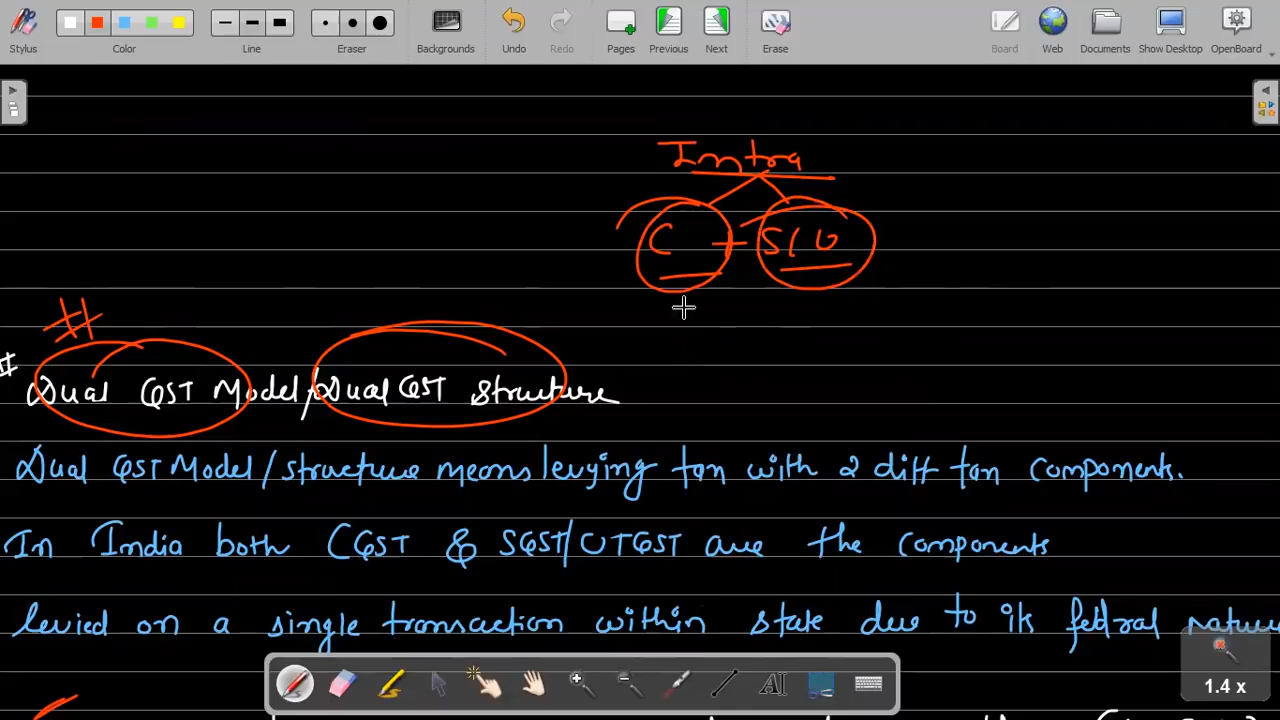 Stylus Color Line Eraser Backgrounds Undo Redo Pages Previous Next Erase Board Web Documents Show Desktop OpenBoard
Intra
C + S/U
#
Dual GST Model/Dual GST Structure
Dual GST Model/structure means levying tax with 2 diff tax components.
In India both CGST & SGST/UTGST are the components
levied on a single transaction within state due to its federal nature
1.4 x